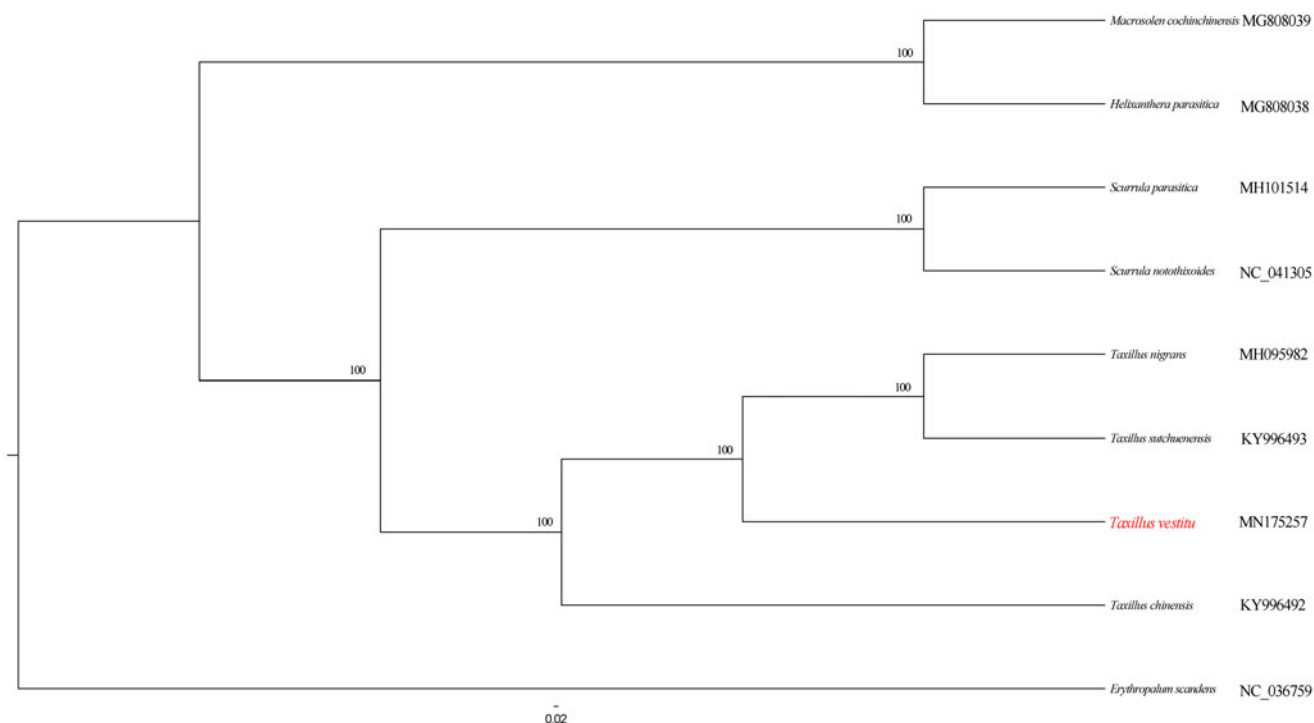 Macrosolen cochinchinensis MG808039
100
Helixanthera parasitica MG808038
Scurrula parasitica MH101514
100
Scurrula notothixoides NC_041305
Taxillus nigrans MH095982
100
100
Taxillus sutchuenensis KY996493
100
Taxillus vestitu MN175257
100
Taxillus chinensis KY996492
Erythropalum scandens NC_036759
0.02